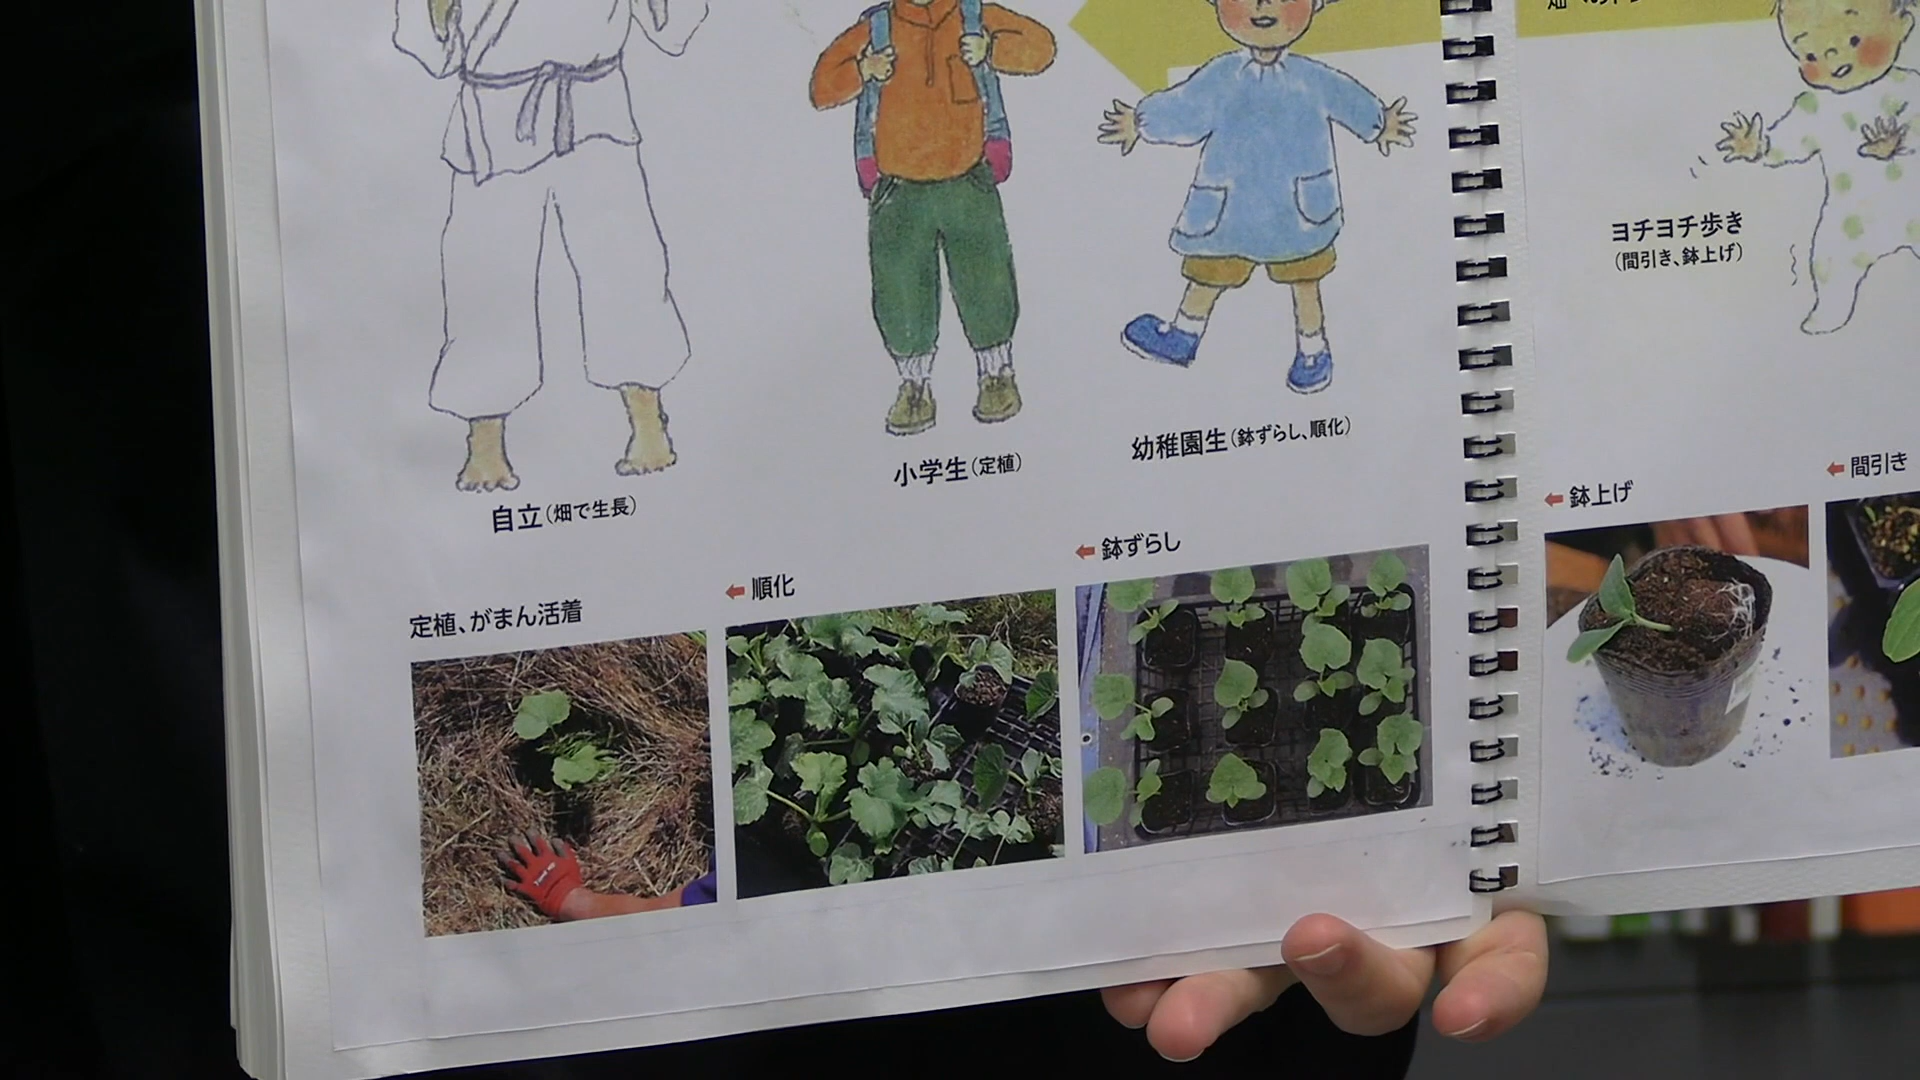 ヨチヨチ歩き
(間引き、鉢上げ)
幼稚園生(鉢ずらし、順化)
小学生(定植)
自立(畑で生長)
間引き
鉢上げ
鉢ずらし
順化
定植、がまん活着